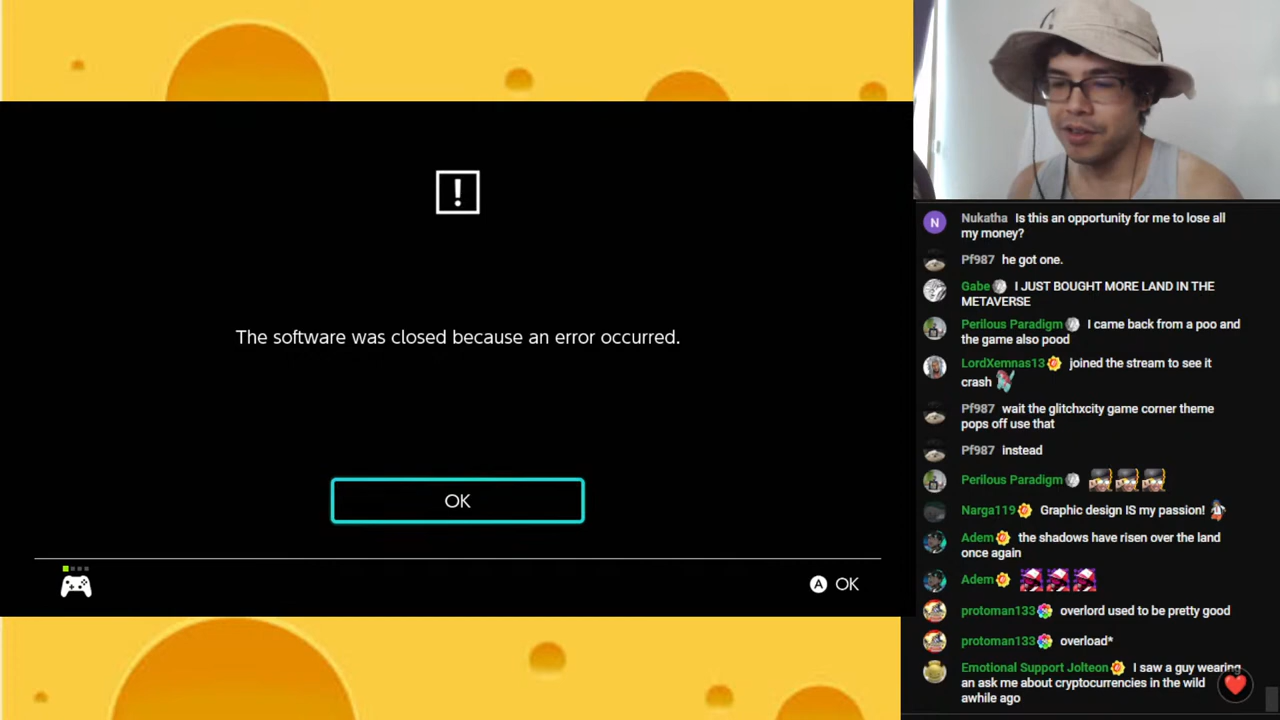 !
The software was closed because an error occurred.
OK
A OK
N Nukatha Is this an opportunity for me to lose all
my money?
Pf987 he got one.
Gabe I JUST BOUGHT MORE LAND IN THE
METAVERSE
Perilous Paradigm I came back from a poo and
the game also pood
LordXemnas13 joined the stream to see it
crash
Pf987 wait the glitchxcity game corner theme
pops off use that
Pf987 instead
Perilous Paradigm
Narga119 Graphic design IS my passion!
Adem the shadows have risen over the land
once again
Adem
protoman133 overlord used to be pretty good
protoman133 overload*
Emotional Support Jolteon I saw a guy wearing
an ask me about cryptocurrencies in the wild
awhile ago